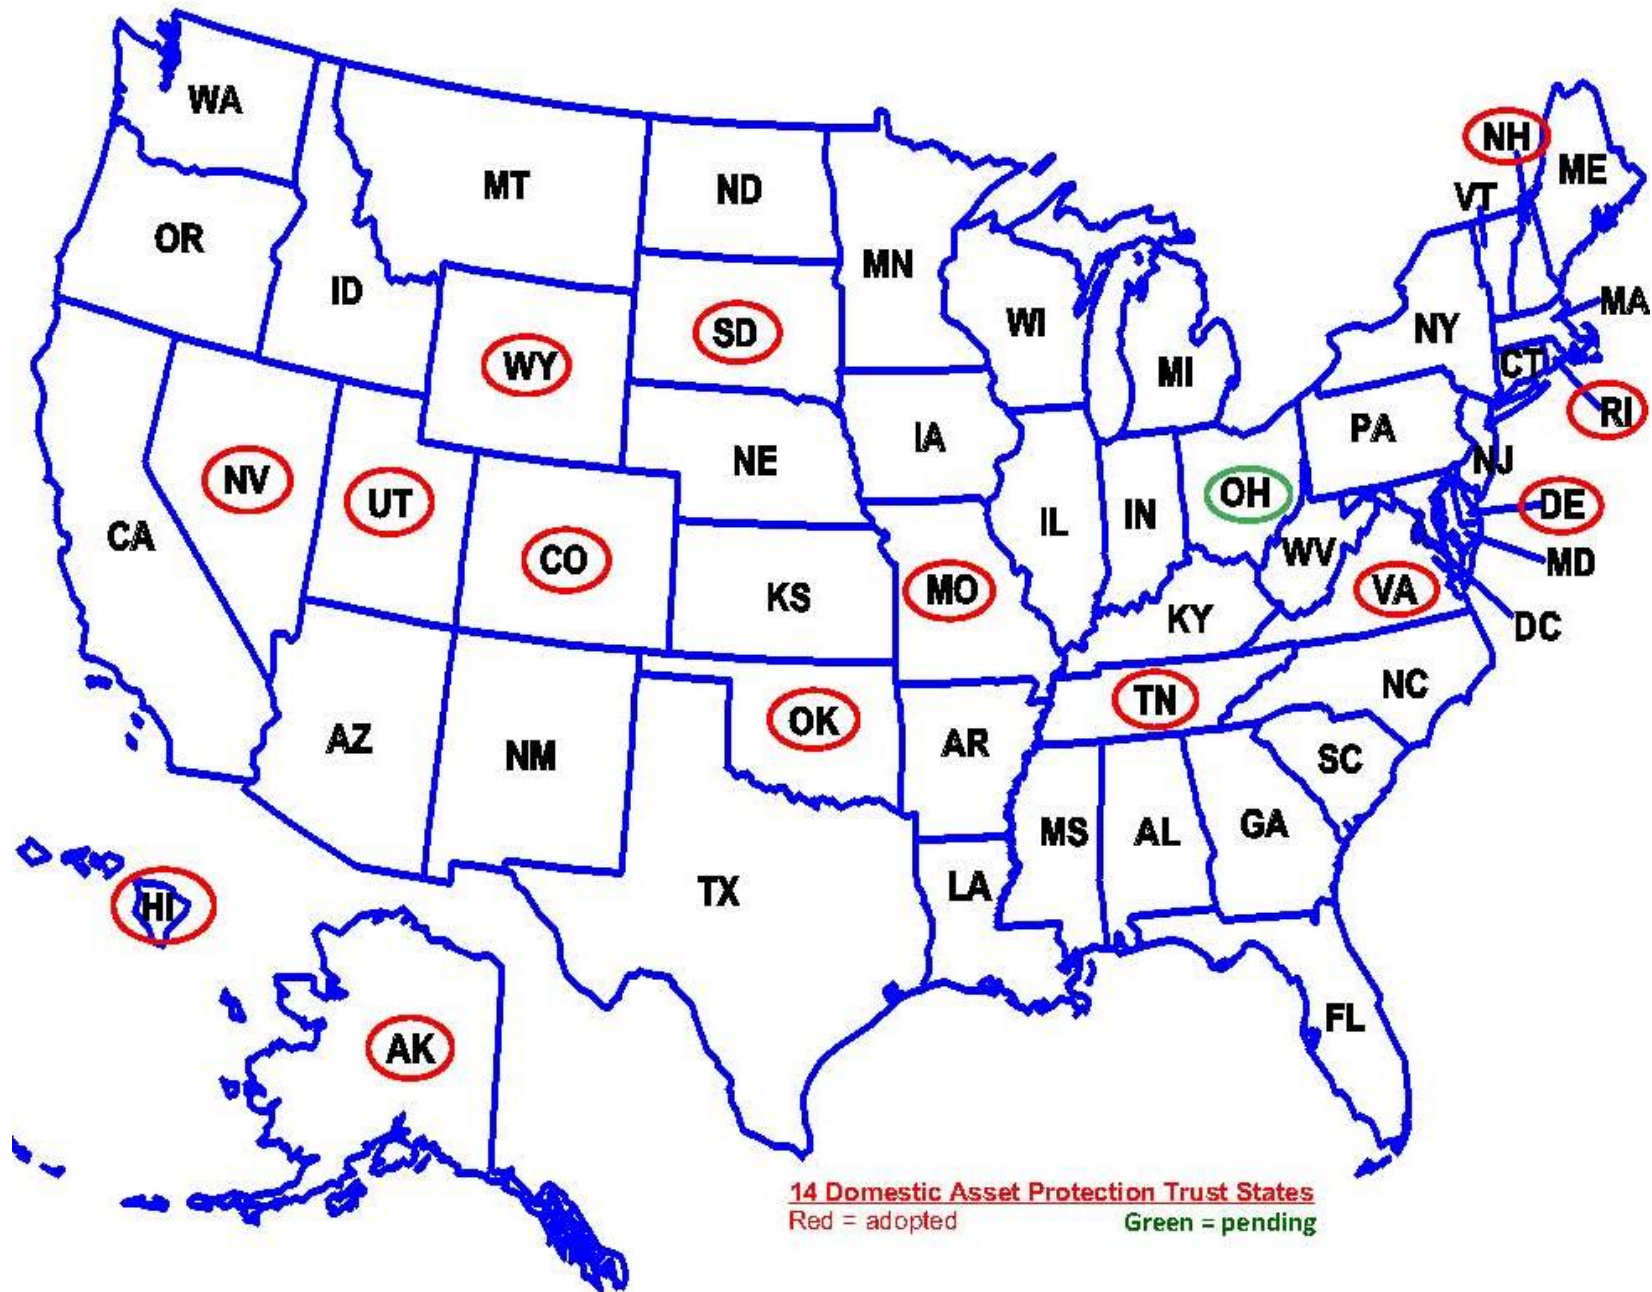 WA
NH
ME
MT
ND
VT
OR
MN
ID
MA
WI
NY
SD
WY
CT
MI
RI
PA
IA
NE
NJ
NV
UT
OH
DE
IL
IN
CA
WV
CO
MD
MO
VA
KS
KY
DC
NC
TN
OK
AZ
AR
NM
SC
MS
AL
GA
TX
LA
HI
FL
AK
14 Domestic Asset Protection Trust States
Red = adopted Green = pending